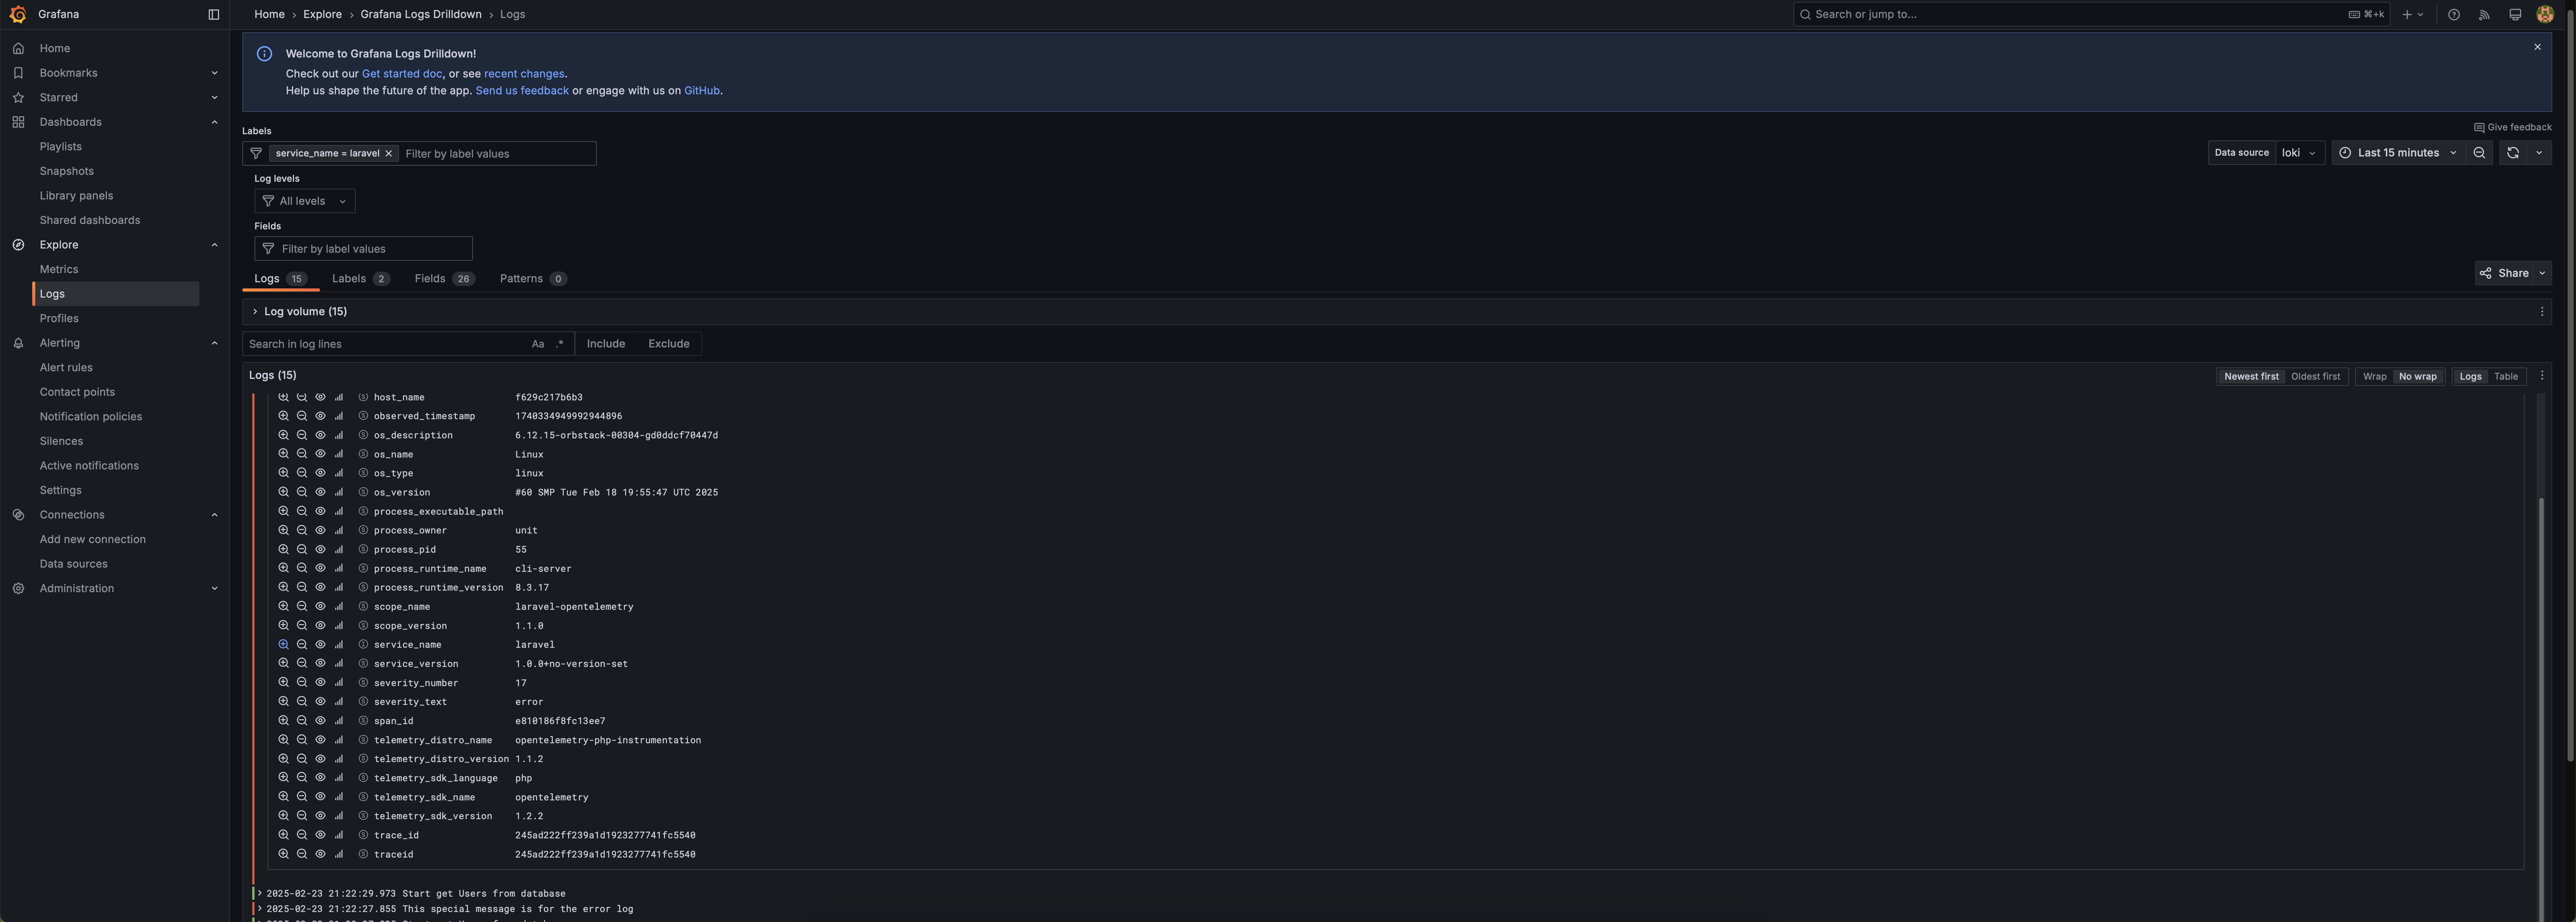 Grafana
Home › Explore › Grafana Logs Drilldown › Logs
Search or jump to...
⌘+k
Home
Bookmarks
Starred
Dashboards
Playlists
Snapshots
Library panels
Shared dashboards
Explore
Metrics
Logs
Profiles
Alerting
Alert rules
Contact points
Notification policies
Silences
Active notifications
Settings
Connections
Add new connection
Data sources
Administration
Welcome to Grafana Logs Drilldown!
Check out our Get started doc, or see recent changes.
Help us shape the future of the app. Send us feedback or engage with us on GitHub.
Labels
Give feedback
service_name = laravel Filter by label values
Data source loki Last 15 minutes
Log levels
All levels
Fields
Filter by label values
Logs 15 Labels 2 Fields 26 Patterns 0
Share
Log volume (15)
Search in log lines Aa .* Include Exclude
Logs (15)
Newest first Oldest first Wrap No wrap Logs Table
host_name f629c217b6b3
observed_timestamp 1740334949992944896
os_description 6.12.15-orbstack-00304-gd0ddcf70447d
os_name Linux
os_type linux
os_version #60 SMP Tue Feb 18 19:55:47 UTC 2025
process_executable_path
process_owner unit
process_pid 55
process_runtime_name cli-server
process_runtime_version 8.3.17
scope_name laravel-opentelemetry
scope_version 1.1.0
service_name laravel
service_version 1.0.0+no-version-set
severity_number 17
severity_text error
span_id e810186f8fc13ee7
telemetry_distro_name opentelemetry-php-instrumentation
telemetry_distro_version 1.1.2
telemetry_sdk_language php
telemetry_sdk_name opentelemetry
telemetry_sdk_version 1.2.2
trace_id 245ad222ff239a1d1923277741fc5540
traceid 245ad222ff239a1d1923277741fc5540
2025-02-23 21:22:29.973 Start get Users from database
2025-02-23 21:22:27.855 This special message is for the error log